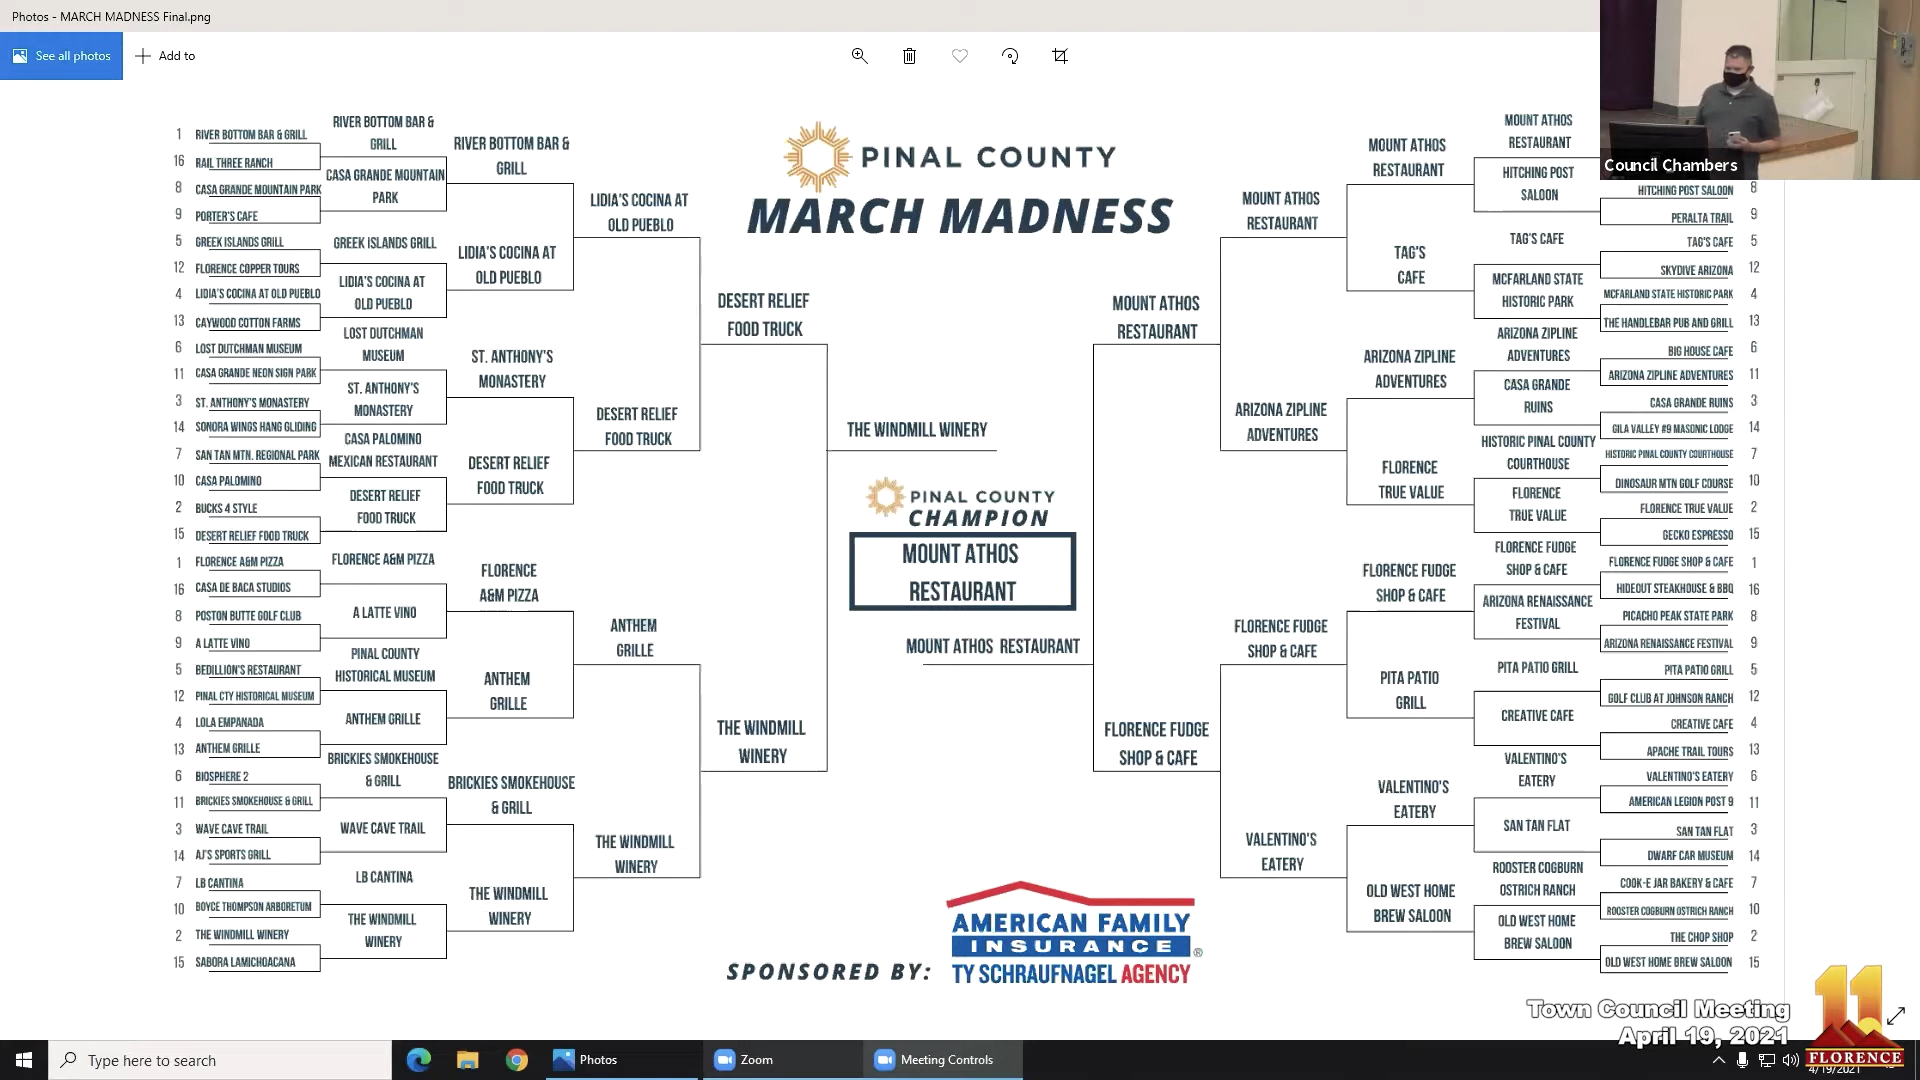 Photos - MARCH MADNESS Final.png
See all photos
Add to
Council Chambers
PINAL COUNTY
MARCH MADNESS
1 RIVER BOTTOM BAR & GRILL
16 RAIL THREE RANCH
8 CASA GRANDE MOUNTAIN PARK
9 PORTER'S CAFE
5 GREEK ISLANDS GRILL
12 FLORENCE COPPER TOURS
4 LIDIA'S COCINA AT OLD PUEBLO
13 CAYWOOD COTTON FARMS
6 LOST DUTCHMAN MUSEUM
11 CASA GRANDE NEON SIGN PARK
3 ST. ANTHONY'S MONASTERY
14 SONORA WINGS HANG GLIDING
7 SAN TAN MTN. REGIONAL PARK
10 CASA PALOMINO
2 BUCKS 4 STYLE
15 DESERT RELIEF FOOD TRUCK
1 FLORENCE A&M PIZZA
16 CASA DE BACA STUDIOS
8 POSTON BUTTE GOLF CLUB
9 A LATTE VINO
5 BEDILLION'S RESTAURANT
12 PINAL CTY HISTORICAL MUSEUM
4 LOLA EMPANADA
13 ANTHEM GRILLE
6 BIOSPHERE 2
11 BRICKIES SMOKEHOUSE & GRILL
3 WAVE CAVE TRAIL
14 AJ'S SPORTS GRILL
7 LB CANTINA
10 BOYCE THOMPSON ARBORETUM
2 THE WINDMILL WINERY
15 SABORA LAMICHOACANA
RIVER BOTTOM BAR &
GRILL
CASA GRANDE MOUNTAIN
PARK
GREEK ISLANDS GRILL
LIDIA'S COCINA AT
OLD PUEBLO
LOST DUTCHMAN
MUSEUM
ST. ANTHONY'S
MONASTERY
CASA PALOMINO
MEXICAN RESTAURANT
DESERT RELIEF
FOOD TRUCK
FLORENCE A&M PIZZA
A LATTE VINO
PINAL COUNTY
HISTORICAL MUSEUM
ANTHEM GRILLE
BRICKIES SMOKEHOUSE
& GRILL
WAVE CAVE TRAIL
LB CANTINA
THE WINDMILL
WINERY
RIVER BOTTOM BAR &
GRILL
LIDIA'S COCINA AT
OLD PUEBLO
ST. ANTHONY'S
MONASTERY
DESERT RELIEF
FOOD TRUCK
FLORENCE
A&M PIZZA
ANTHEM
GRILLE
BRICKIES SMOKEHOUSE
& GRILL
THE WINDMILL
WINERY
LIDIA'S COCINA AT
OLD PUEBLO
DESERT RELIEF
FOOD TRUCK
ANTHEM
GRILLE
THE WINDMILL
WINERY
DESERT RELIEF
FOOD TRUCK
THE WINDMILL
WINERY
THE WINDMILL WINERY
PINAL COUNTY
CHAMPION
MOUNT ATHOS
RESTAURANT
MOUNT ATHOS RESTAURANT
MOUNT ATHOS
RESTAURANT
FLORENCE FUDGE
SHOP & CAFE
MOUNT ATHOS
RESTAURANT
ARIZONA ZIPLINE
ADVENTURES
FLORENCE FUDGE
SHOP & CAFE
VALENTINO'S
EATERY
MOUNT ATHOS
RESTAURANT
TAG'S
CAFE
ARIZONA ZIPLINE
ADVENTURES
FLORENCE
TRUE VALUE
FLORENCE FUDGE
SHOP & CAFE
PITA PATIO
GRILL
VALENTINO'S
EATERY
OLD WEST HOME
BREW SALOON
MOUNT ATHOS
RESTAURANT
HITCHING POST
SALOON
TAG'S CAFE
MCFARLAND STATE
HISTORIC PARK
ARIZONA ZIPLINE
ADVENTURES
CASA GRANDE
RUINS
HISTORIC PINAL COUNTY
COURTHOUSE
FLORENCE
TRUE VALUE
FLORENCE FUDGE
SHOP & CAFE
ARIZONA RENAISSANCE
FESTIVAL
PITA PATIO GRILL
CREATIVE CAFE
VALENTINO'S
EATERY
SAN TAN FLAT
ROOSTER COGBURN
OSTRICH RANCH
OLD WEST HOME
BREW SALOON
HITCHING POST SALOON 8
PERALTA TRAIL 9
TAG'S CAFE 5
SKYDIVE ARIZONA 12
MCFARLAND STATE HISTORIC PARK 4
THE HANDLEBAR PUB AND GRILL 13
BIG HOUSE CAFE 6
ARIZONA ZIPLINE ADVENTURES 11
CASA GRANDE RUINS 3
GILA VALLEY #9 MASONIC LODGE 14
HISTORIC PINAL COUNTY COURTHOUSE 7
DINOSAUR MTN GOLF COURSE 10
FLORENCE TRUE VALUE 2
GECKO ESPRESSO 15
FLORENCE FUDGE SHOP & CAFE 1
HIDEOUT STEAKHOUSE & BBQ 16
PICACHO PEAK STATE PARK 8
ARIZONA RENAISSANCE FESTIVAL 9
PITA PATIO GRILL 5
GOLF CLUB AT JOHNSON RANCH 12
CREATIVE CAFE 4
APACHE TRAIL TOURS 13
VALENTINO'S EATERY 6
AMERICAN LEGION POST 9 11
SAN TAN FLAT 3
DWARF CAR MUSEUM 14
COOK-E JAR BAKERY & CAFE 7
ROOSTER COGBURN OSTRICH RANCH 10
THE CHOP SHOP 2
OLD WEST HOME BREW SALOON 15
SPONSORED BY:
AMERICAN FAMILY
INSURANCE ®
TY SCHRAUFNAGEL AGENCY
Town Council Meeting
April 19, 2021
11
FLORENCE
Type here to search
Photos
Zoom
Meeting Controls
4/19/2021